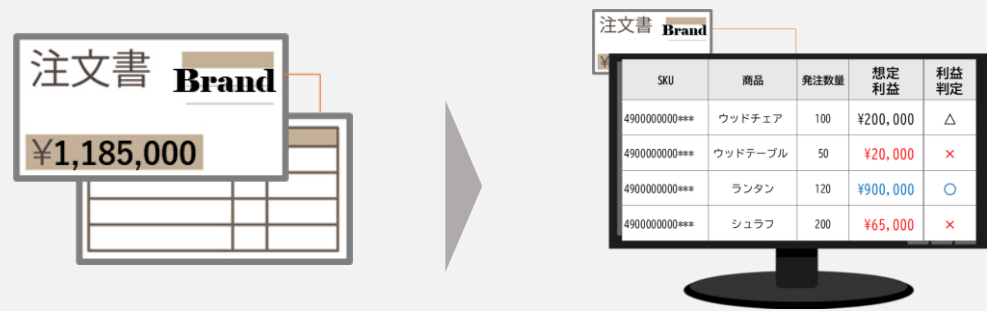 注文書
Brand
¥1,185,000
注文書 Brand
¥
SKU 商品 発注数量 想定利益 利益判定
4900000000*** ウッドチェア 100 ¥200,000 △
4900000000*** ウッドテーブル 50 ¥20,000 ×
4900000000*** ランタン 120 ¥900,000 ○
4900000000*** シュラフ 200 ¥65,000 ×